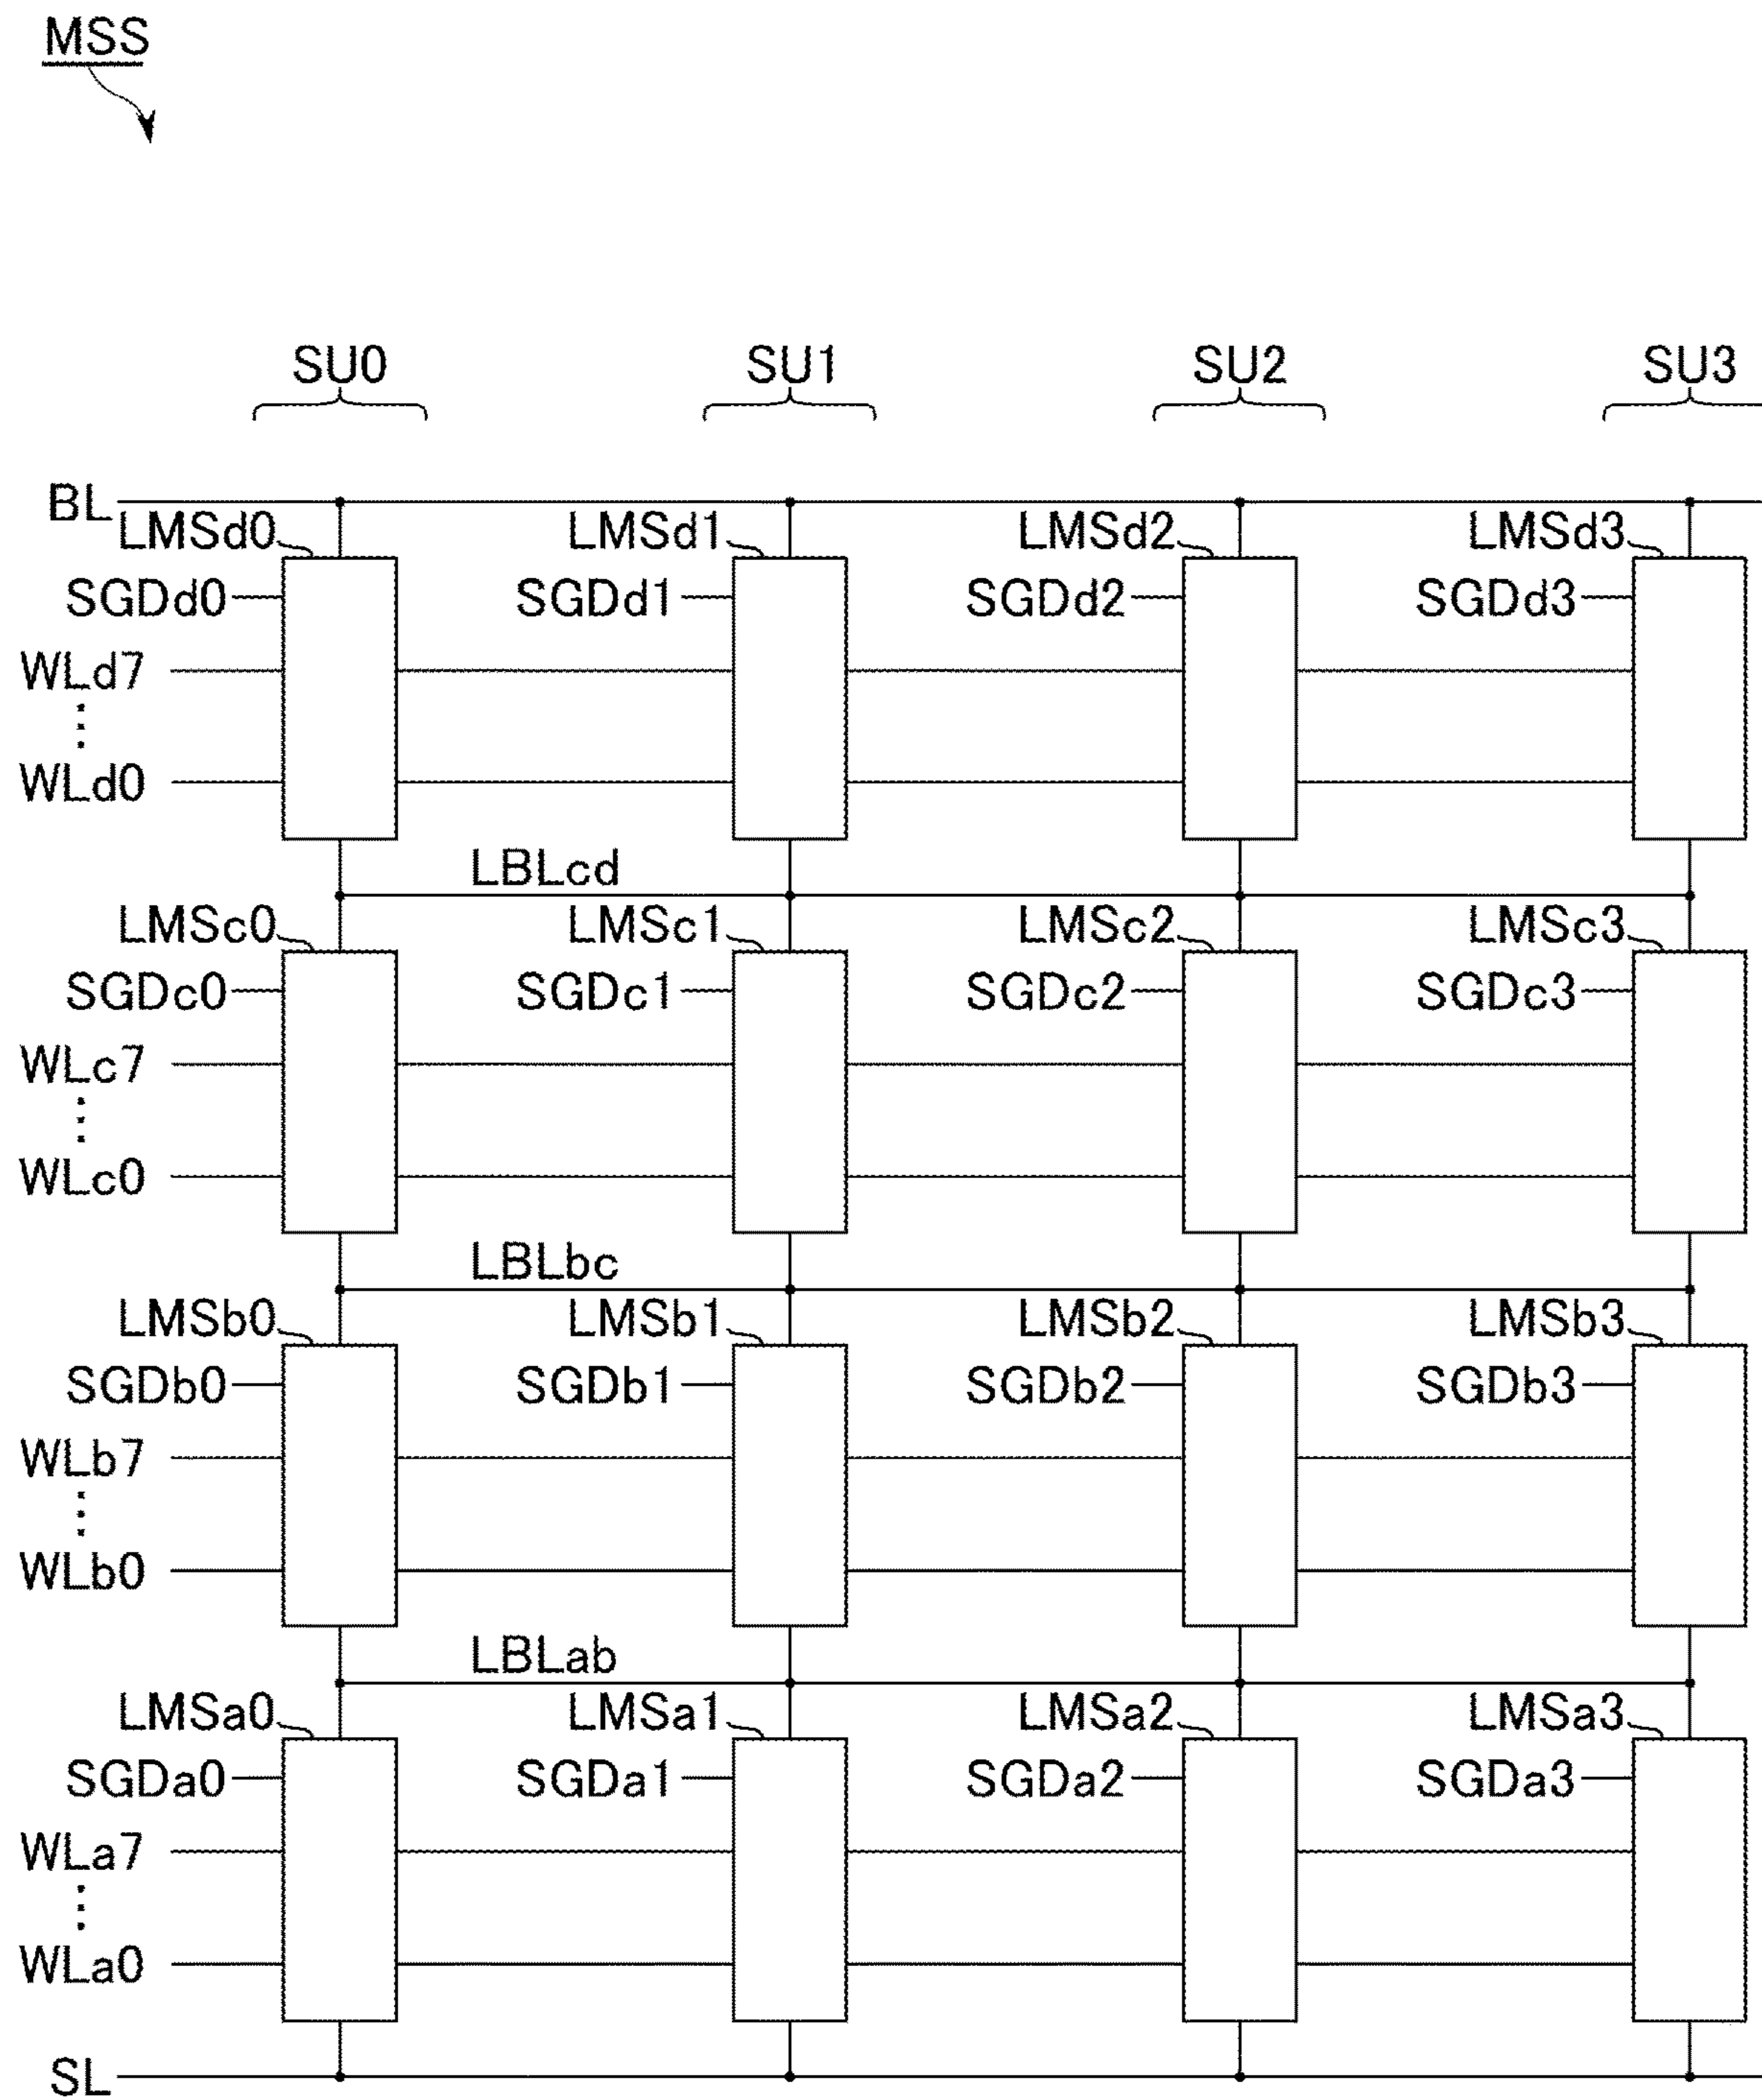 MSS
SU0 SU1 SU2 SU3
BL
LMSd0 LMSd1 LMSd2 LMSd3
SGDd0 SGDd1 SGDd2 SGDd3
WLd7
WLd0
LBLcd
LMSc0 LMSc1 LMSc2 LMSc3
SGDc0 SGDc1 SGDc2 SGDc3
WLc7
WLc0
LBLbc
LMSb0 LMSb1 LMSb2 LMSb3
SGDb0 SGDb1 SGDb2 SGDb3
WLb7
WLb0
LBLab
LMSa0 LMSa1 LMSa2 LMSa3
SGDa0 SGDa1 SGDa2 SGDa3
WLa7
WLa0
SL